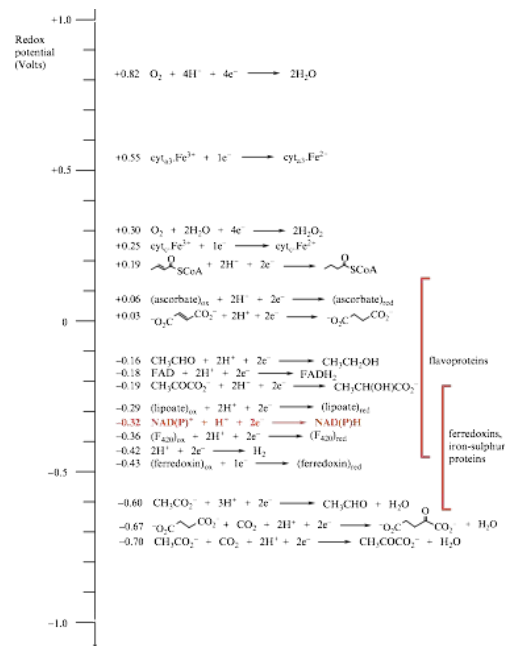 +1.0
Redox
potential
(Volts)
+0.82 O₂ + 4H⁺ + 4e⁻ ⟶ 2H₂O
+0.55 cytₐ₃.Fe³⁺ + 1e⁻ ⟶ cytₐ₃.Fe²⁺
+0.5
+0.30 O₂ + 2H₂O + 4e⁻ ⟶ 2H₂O₂
+0.25 cyt꜀.Fe³⁺ + 1e⁻ ⟶ cyt꜀.Fe²⁺
+0.19 O SCoA + 2H⁺ + 2e⁻ ⟶ O SCoA
+0.06 (ascorbate)ox + 2H⁺ + 2e⁻ ⟶ (ascorbate)red
+0.03 ⁻O₂C CO₂⁻ + 2H⁺ + 2e⁻ ⟶ ⁻O₂C CO₂⁻
0
-0.16 CH₃CHO + 2H⁺ + 2e⁻ ⟶ CH₃CH₂OH
flavoproteins
-0.18 FAD + 2H⁺ + 2e⁻ ⟶ FADH₂
-0.19 CH₃COCO₂⁻ + 2H⁺ + 2e⁻ ⟶ CH₃CH(OH)CO₂⁻
-0.29 (lipoate)ox + 2H⁺ + 2e⁻ ⟶ (lipoate)red
-0.32 NAD(P)⁺ + H⁺ + 2e⁻ ⟶ NAD(P)H
-0.36 (F₄₂₀)ox + 2H⁺ + 2e⁻ ⟶ (F₄₂₀)red
ferredoxins,
iron-sulphur
proteins
-0.42 2H⁺ + 2e⁻ ⟶ H₂
-0.43 (ferredoxin)ox + 1e⁻ ⟶ (ferredoxin)red
-0.5
-0.60 CH₃CO₂⁻ + 3H⁺ + 2e⁻ ⟶ CH₃CHO + H₂O
-0.67 ⁻O₂C CO₂⁻ + CO₂ + 2H⁺ + 2e⁻ ⟶ ⁻O₂C O CO₂⁻ + H₂O
-0.70 CH₃CO₂⁻ + CO₂ + 2H⁺ + 2e⁻ ⟶ CH₃COCO₂⁻ + H₂O
-1.0